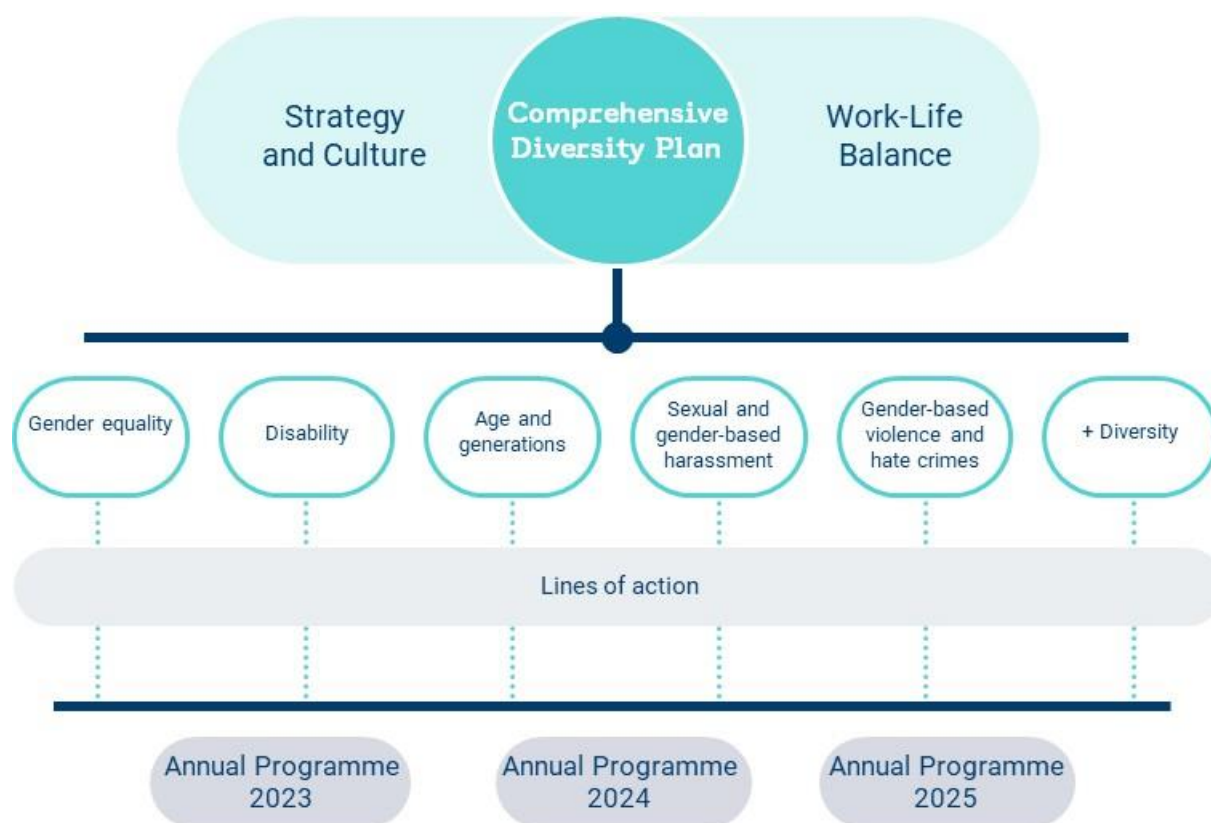 Strategy
and Culture
Comprehensive
Diversity Plan
Work-Life
Balance
Gender equality
Disability
Age and
generations
Sexual and
gender-based
harassment
Gender-based
violence and
hate crimes
+ Diversity
Lines of action
Annual Programme
2023
Annual Programme
2024
Annual Programme
2025